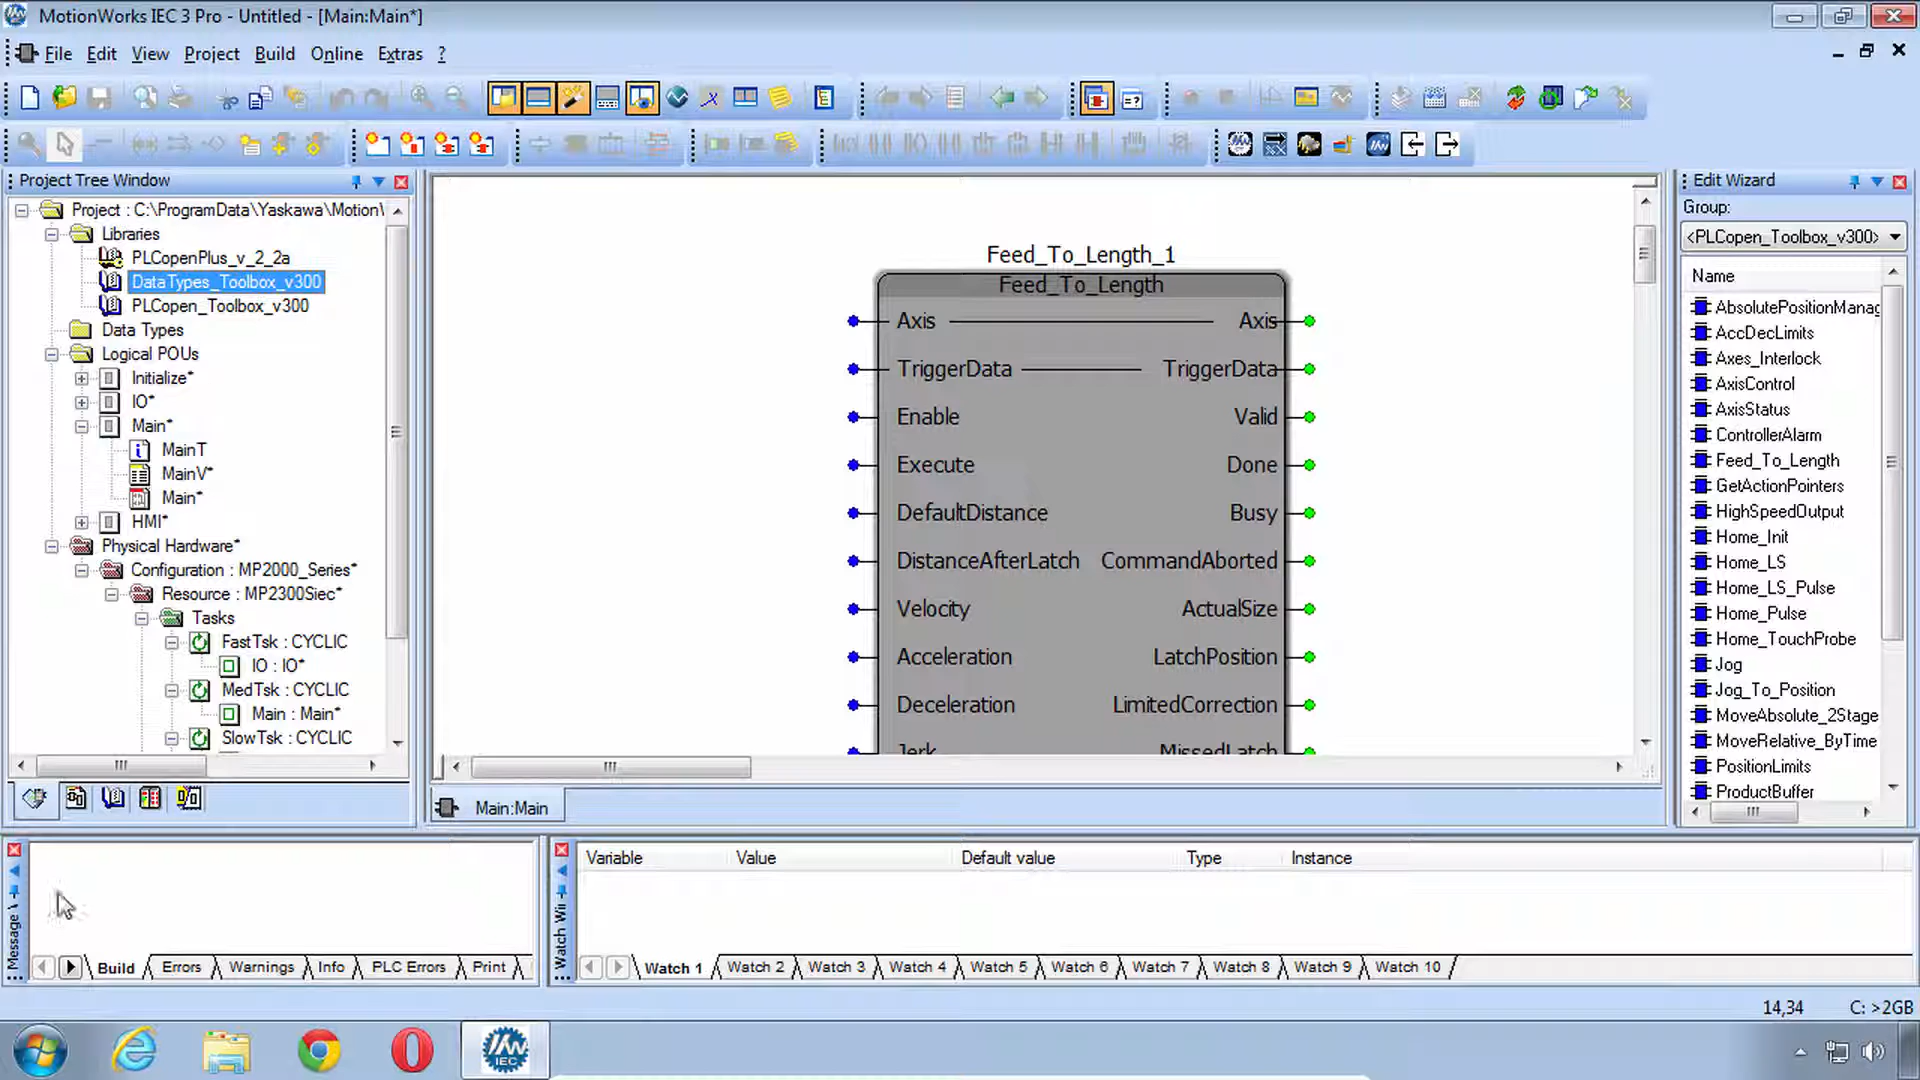 MotionWorks IEC 3 Pro - Untitled - [Main:Main*]
File Edit View Project Build Online Extras ?
Project Tree Window
Project : C:\ProgramData\Yaskawa\Motion\
Libraries
PLCopenPlus_v_2_2a
DataTypes_Toolbox_v300
PLCopen_Toolbox_v300
Data Types
Logical POUs
Initialize*
IO*
Main*
MainT
MainV*
Main*
HMI*
Physical Hardware*
Configuration : MP2000_Series*
Resource : MP2300Siec*
Tasks
FastTsk : CYCLIC
IO : IO*
MedTsk : CYCLIC
Main : Main*
SlowTsk : CYCLIC
Feed_To_Length_1
Feed_To_Length
Axis Axis
TriggerData TriggerData
Enable Valid
Execute Done
DefaultDistance Busy
DistanceAfterLatch CommandAborted
Velocity ActualSize
Acceleration LatchPosition
Deceleration LimitedCorrection
Jerk MissedLatch
Main:Main
Edit Wizard
Group:
<PLCopen_Toolbox_v300>
Name
AbsolutePositionManag
AccDecLimits
Axes_Interlock
AxisControl
AxisStatus
ControllerAlarm
Feed_To_Length
GetActionPointers
HighSpeedOutput
Home_Init
Home_LS
Home_LS_Pulse
Home_Pulse
Home_TouchProbe
Jog
Jog_To_Position
MoveAbsolute_2Stage
MoveRelative_ByTime
PositionLimits
ProductBuffer
Message \
Build Errors Warnings Info PLC Errors Print
Watch Wi
Variable Value Default value Type Instance
Watch 1 Watch 2 Watch 3 Watch 4 Watch 5 Watch 6 Watch 7 Watch 8 Watch 9 Watch 10
14,34 C: >2GB
IEC